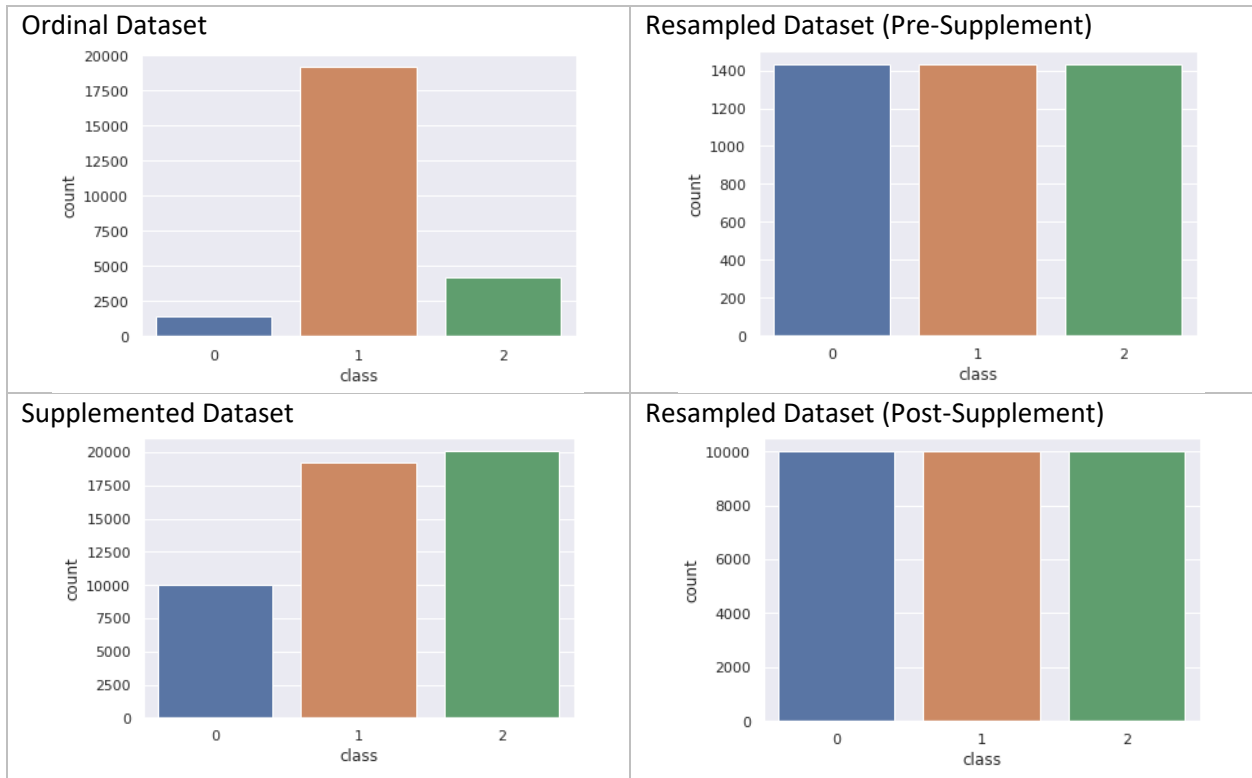 Ordinal Dataset
20000
17500
15000
12500
10000
7500
5000
2500
0
count
0 1 2
class
Resampled Dataset (Pre-Supplement)
1400
1200
1000
800
600
400
200
0
count
0 1 2
class
Supplemented Dataset
20000
17500
15000
12500
10000
7500
5000
2500
0
count
0 1 2
class
Resampled Dataset (Post-Supplement)
10000
8000
6000
4000
2000
0
count
0 1 2
class